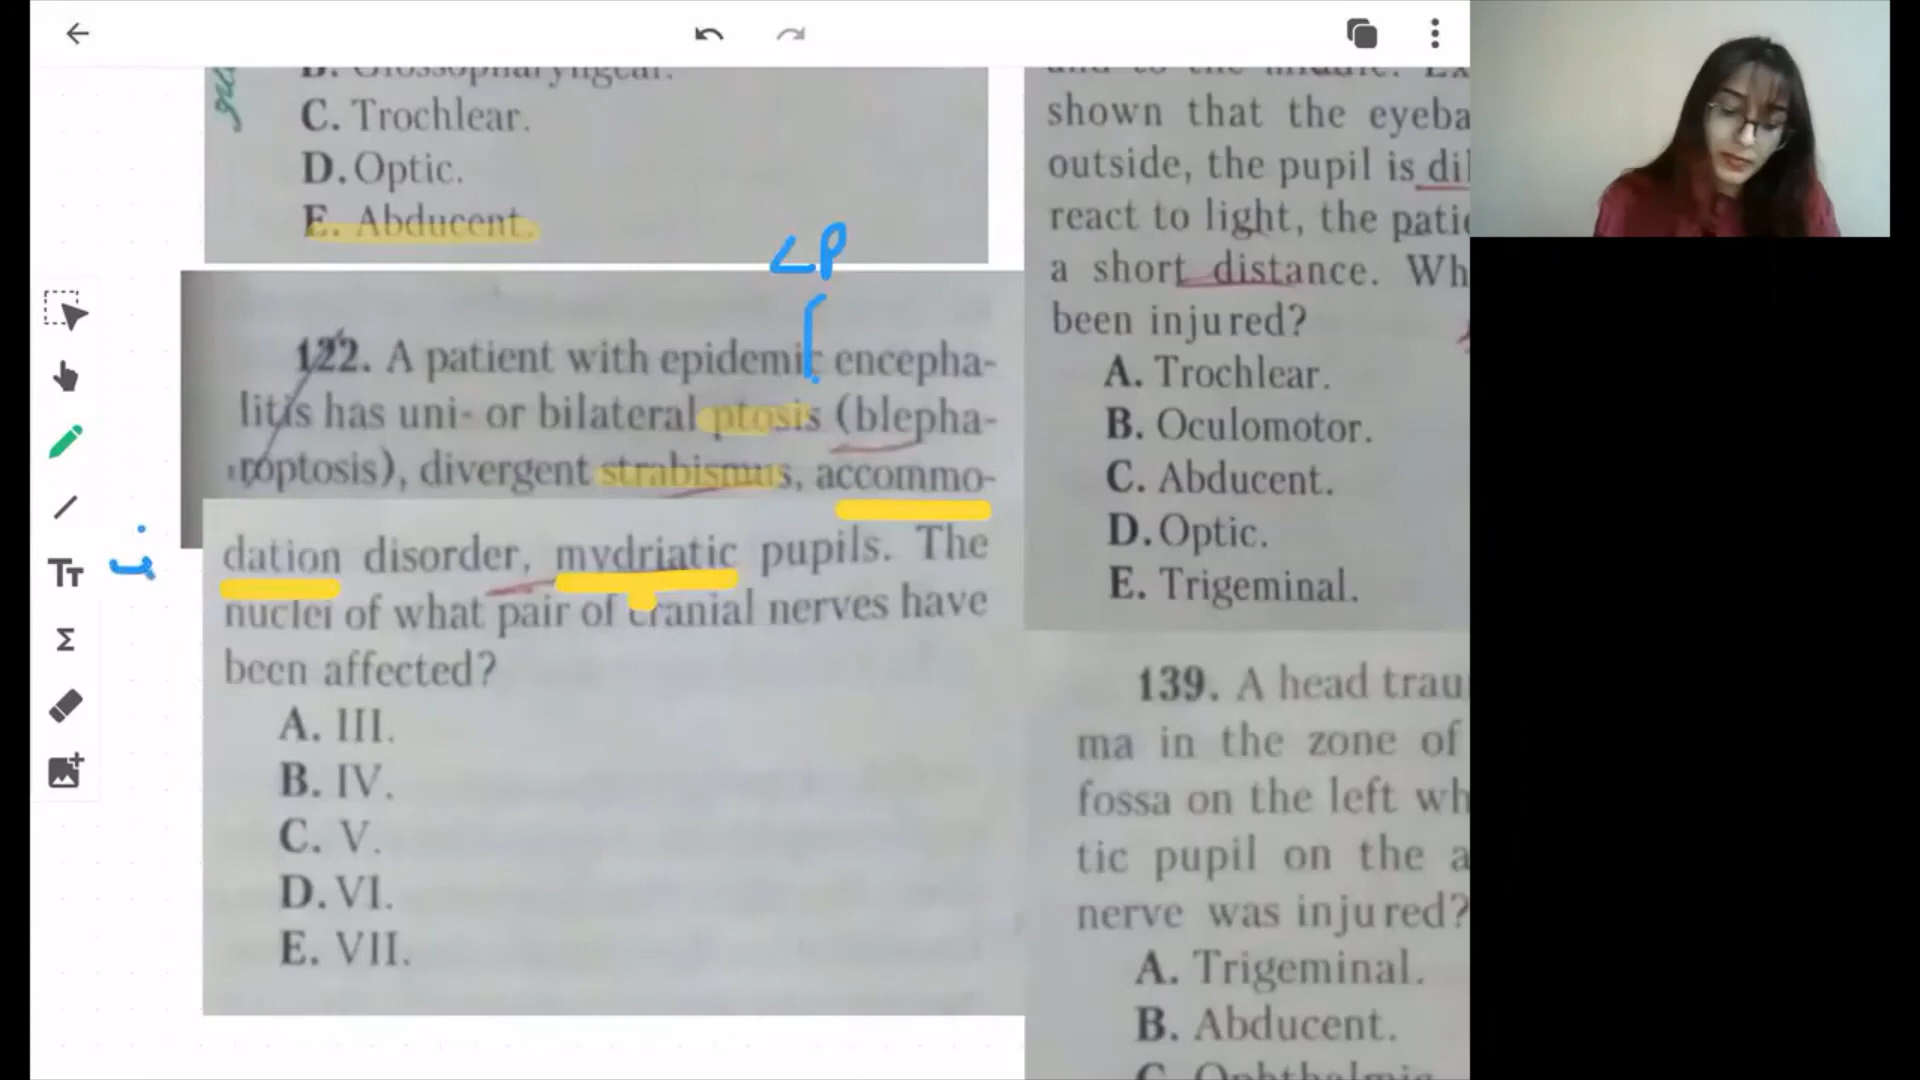 C. Trochlear.
D. Optic.
E. Abducent.
LP
122. A patient with epidemic encepha-
litis has uni- or bilateral ptosis (blepha-
roptosis), divergent strabismus, accommo-
dation disorder, mydriatic pupils. The
nuclei of what pair of cranial nerves have
been affected?
A. III.
B. IV.
C. V.
D. VI.
E. VII.
shown that the eyeba
outside, the pupil is dil
react to light, the patie
a short distance. Wh
been injured?
A. Trochlear.
B. Oculomotor.
C. Abducent.
D. Optic.
E. Trigeminal.
139. A head trau
ma in the zone of
fossa on the left wh
tic pupil on the a
nerve was injured?
A. Trigeminal.
B. Abducent.
C. Ophthalmic